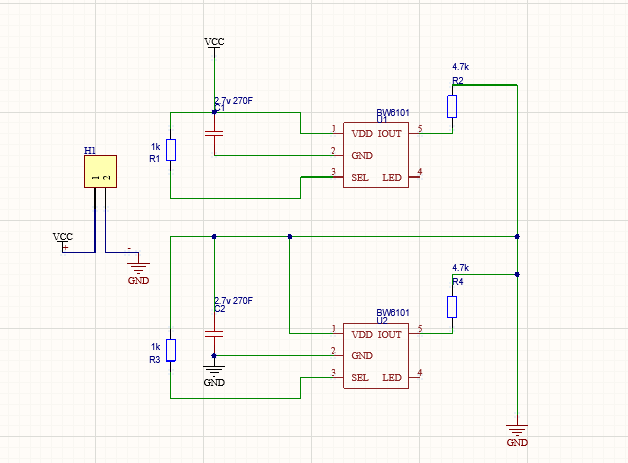 VCC
4.7k
R2
2.7v 270F
C1
BW6101
U1
1 VDD IOUT 5
2 GND
3 SEL LED 4
1k
R1
H1
1 2
VCC
+
-
GND
4.7k
R4
2.7v 270F
C2
BW6101
U2
1 VDD IOUT 5
2 GND
3 SEL LED 4
1k
R3
GND
GND